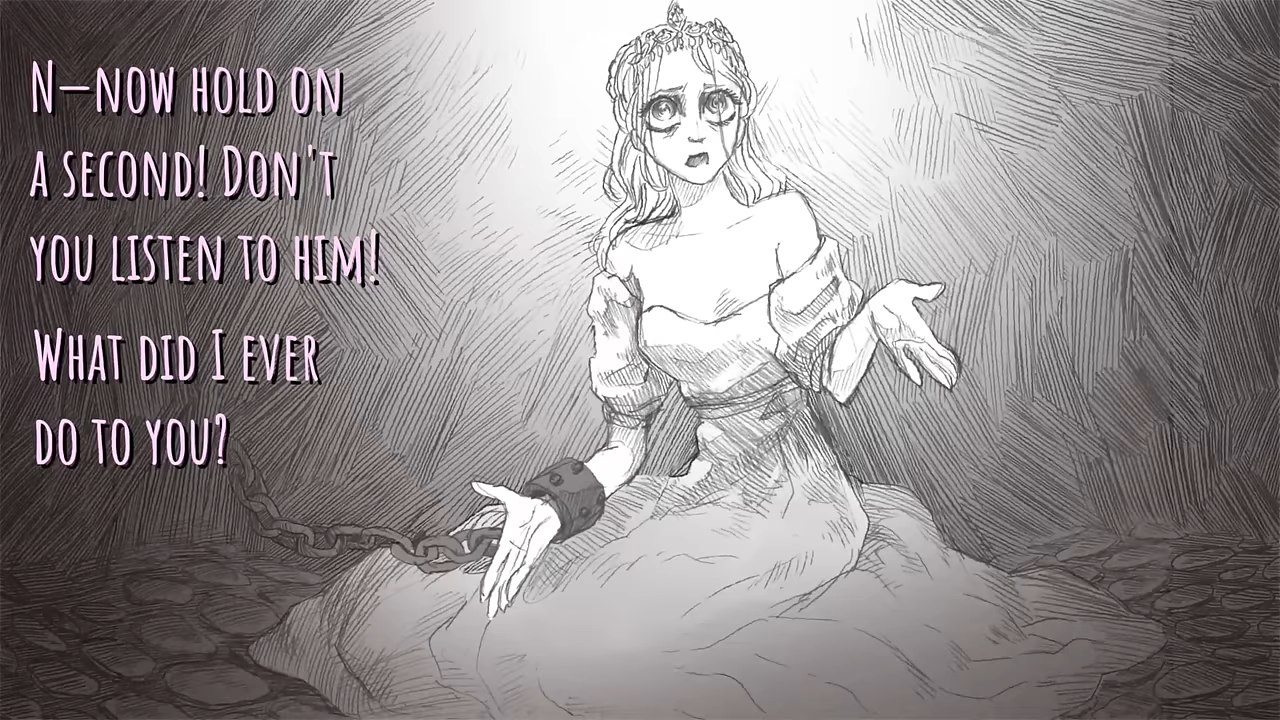 N—now hold on
a second! Don't
you listen to him!
What did I ever
do to you?